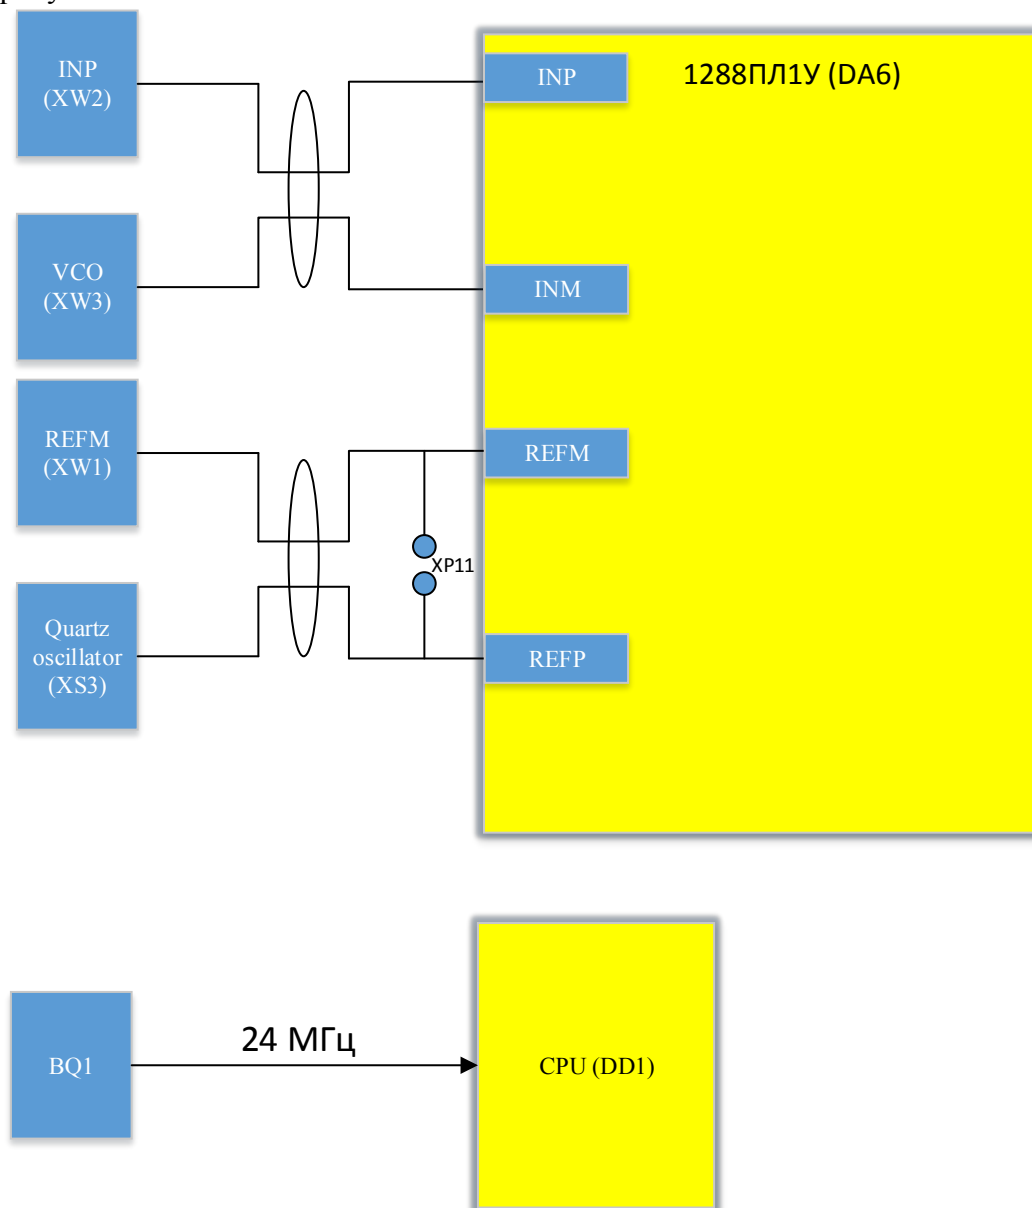 INP
(XW2)
INP
1288ПЛ1У (DA6)
VCO
(XW3)
INM
REFM
(XW1)
REFM
XP11
Quartz
oscillator
(XS3)
REFP
BQ1
24 МГц
CPU (DD1)